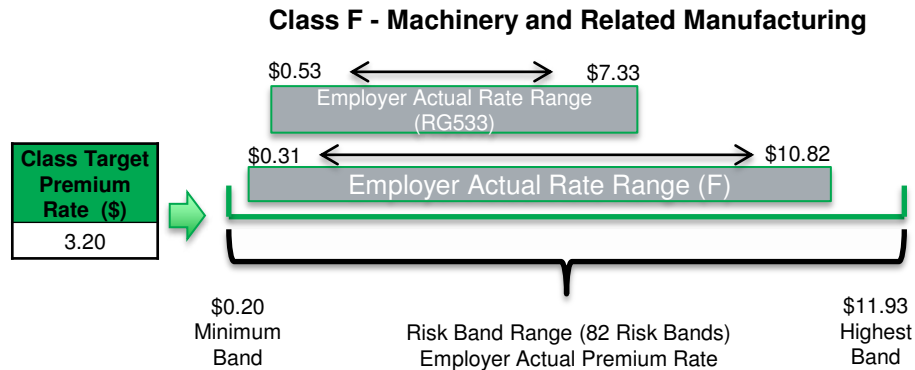 Class F - Machinery and Related Manufacturing
$0.53
$7.33
Employer Actual Rate Range
(RG533)
$0.31
$10.82
Employer Actual Rate Range (F)
Class Target
Premium
Rate ($)
3.20
$0.20
Minimum
Band
Risk Band Range (82 Risk Bands)
Employer Actual Premium Rate
$11.93
Highest
Band